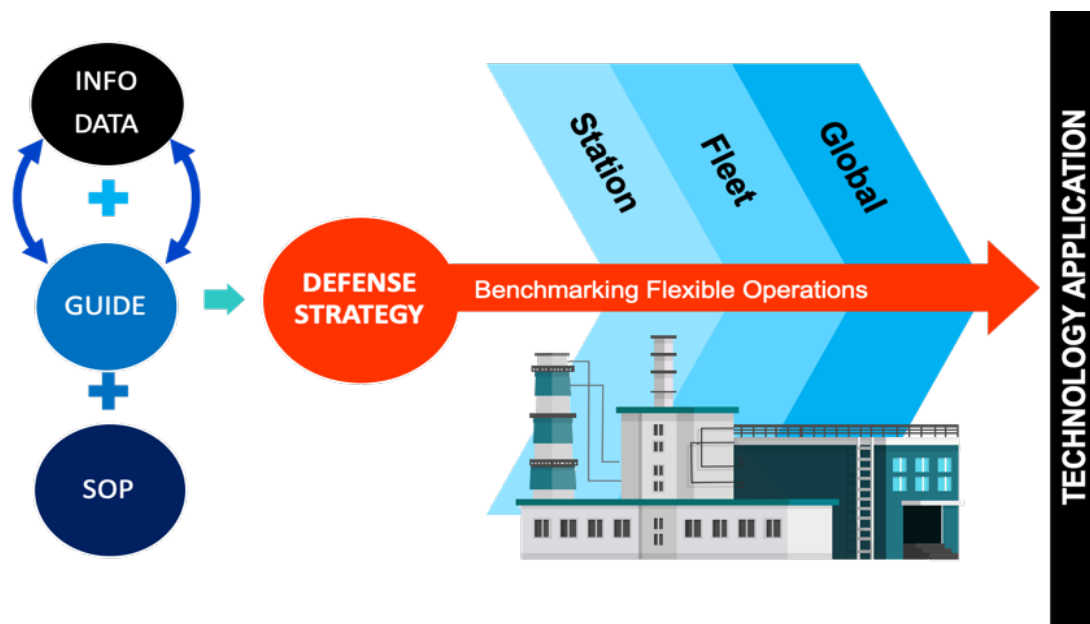 INFO
DATA
GUIDE
SOP
DEFENSE
STRATEGY
Benchmarking Flexible Operations
Station
Fleet
Global
TECHNOLOGY APPLICATION